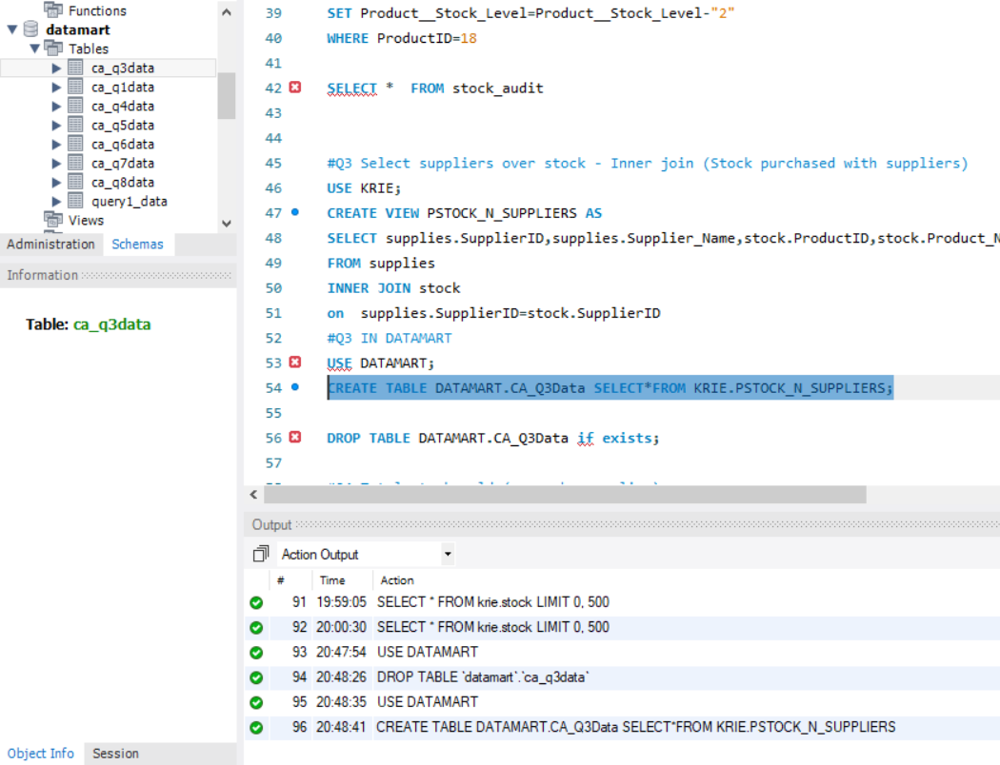 Functions
datamart
Tables
ca_q3data
ca_q1data
ca_q4data
ca_q5data
ca_q6data
ca_q7data
ca_q8data
query1_data
Views
Administration Schemas
Information
Table: ca_q3data
Object Info Session
39 SET Product__Stock_Level=Product__Stock_Level-"2"
40 WHERE ProductID=18
41
42 SELECT * FROM stock_audit
43
44
45 #Q3 Select suppliers over stock - Inner join (Stock purchased with suppliers)
46 USE KRIE;
47 CREATE VIEW PSTOCK_N_SUPPLIERS AS
48 SELECT supplies.SupplierID,supplies.Supplier_Name,stock.ProductID,stock.Product_N
49 FROM supplies
50 INNER JOIN stock
51 on supplies.SupplierID=stock.SupplierID
52 #Q3 IN DATAMART
53 USE DATAMART;
54 CREATE TABLE DATAMART.CA_Q3Data SELECT*FROM KRIE.PSTOCK_N_SUPPLIERS;
55
56 DROP TABLE DATAMART.CA_Q3Data if exists;
57
Output
Action Output
# Time Action
91 19:59:05 SELECT * FROM krie.stock LIMIT 0, 500
92 20:00:30 SELECT * FROM krie.stock LIMIT 0, 500
93 20:47:54 USE DATAMART
94 20:48:26 DROP TABLE `datamart`.`ca_q3data`
95 20:48:35 USE DATAMART
96 20:48:41 CREATE TABLE DATAMART.CA_Q3Data SELECT*FROM KRIE.PSTOCK_N_SUPPLIERS